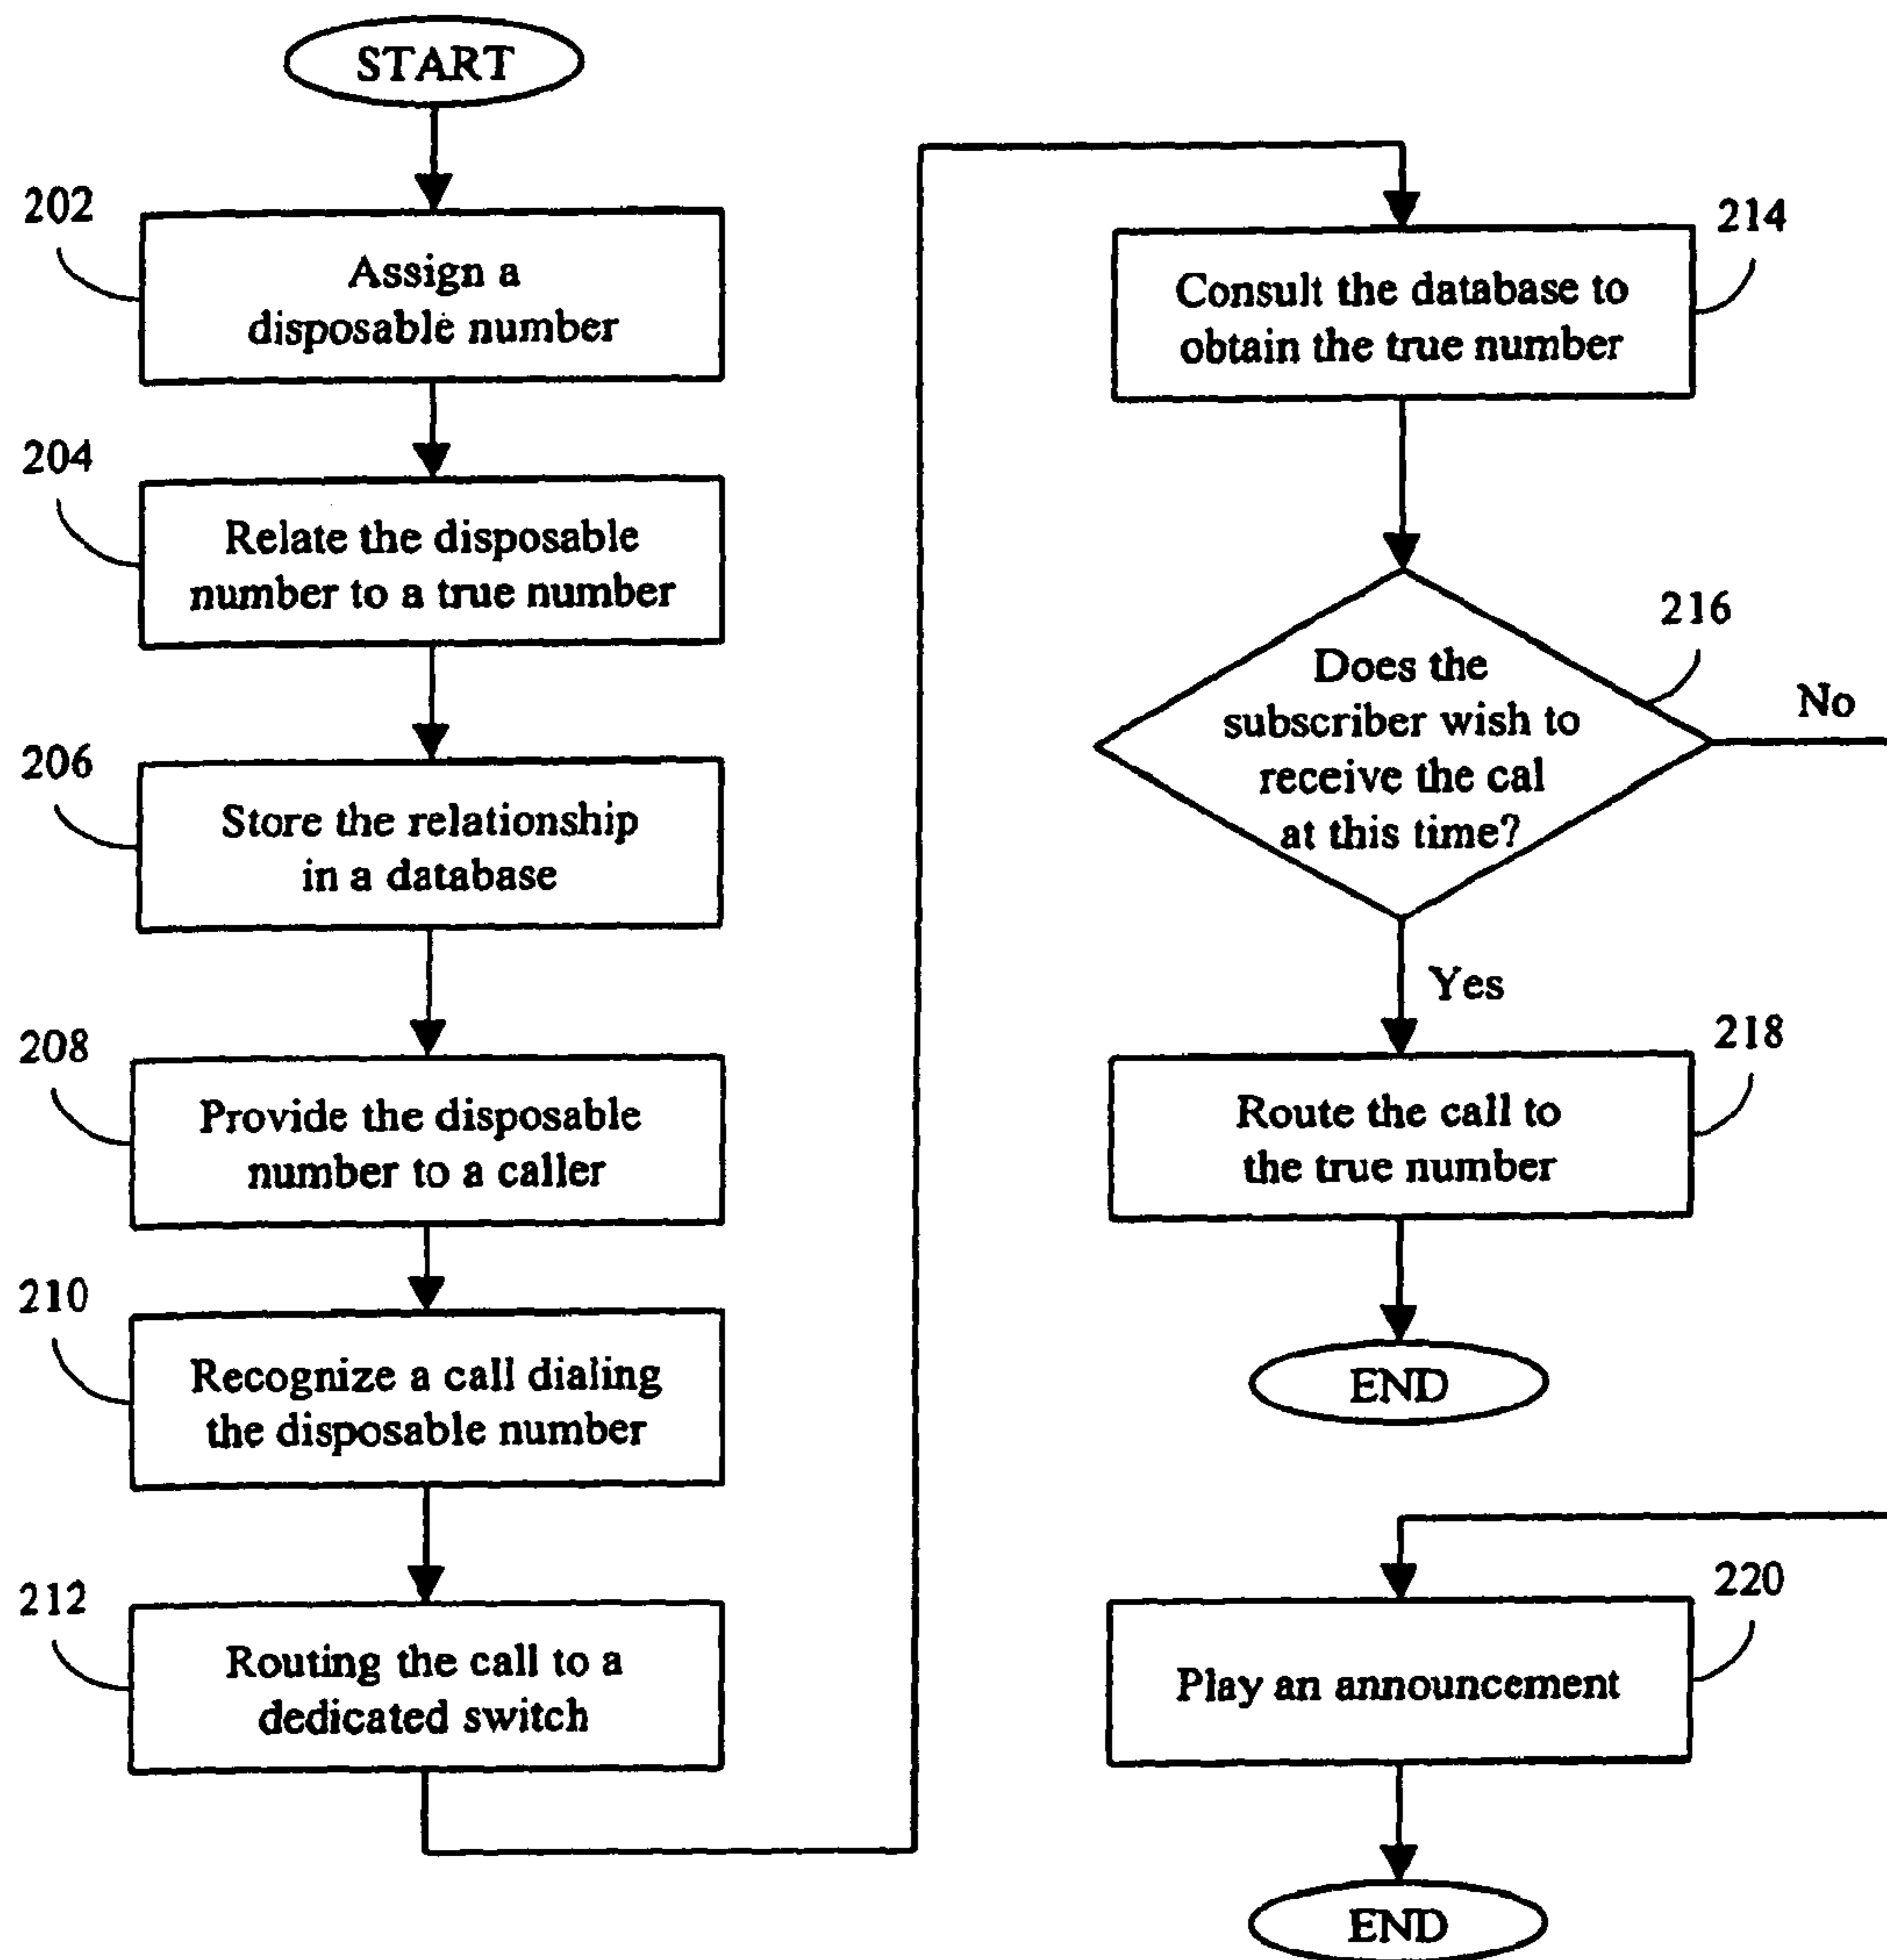 START
202
Assign a
disposable number
204
Relate the disposable
number to a true number
206
Store the relationship
in a database
208
Provide the disposable
number to a caller
210
Recognize a call dialing
the disposable number
212
Routing the call to a
dedicated switch
214
Consult the database to
obtain the true number
216
Does the
subscriber wish to
receive the cal
at this time?
No
Yes
218
Route the call to
the true number
END
220
Play an announcement
END